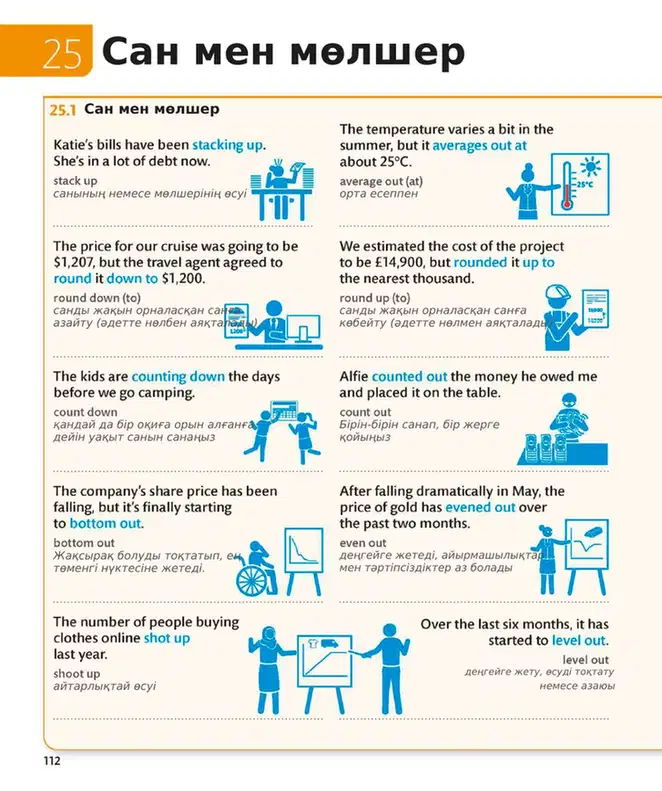 25 Сан мен мөлшер
25.1 Сан мен мөлшер
Katie's bills have been stacking up.
She's in a lot of debt now.
stack up
санының немесе мөлшерінің өсуі
The temperature varies a bit in the
summer, but it averages out at
about 25°C.
average out (at)
орта есеппен
25°C
The price for our cruise was going to be
$1,207, but the travel agent agreed to
round it down to $1,200.
round down (to)
санды жақын орналасқан санға
азайту (әдетте нөлбен аяқталады)
We estimated the cost of the project
to be £14,900, but rounded it up to
the nearest thousand.
round up (to)
санды жақын орналасқан санға
көбейту (әдетте нөлмен аяқталады)
The kids are counting down the days
before we go camping.
count down
қандай да бір оқиға орын алғанға
дейін уақыт санын санаңыз
Alfie counted out the money he owed me
and placed it on the table.
count out
Бірін-бірін санап, бір жерге
қойыңыз
The company's share price has been
falling, but it's finally starting
to bottom out.
bottom out
Жақсырақ болуды тоқтатып, ең
төменгі нүктесіне жетеді.
After falling dramatically in May, the
price of gold has evened out over
the past two months.
even out
деңгейге жетеді, айырмашылықтар
мен тәртіпсіздіктер аз болады
The number of people buying
clothes online shot up
last year.
shoot up
айтарлықтай өсуі
Over the last six months, it has
started to level out.
level out
деңгейге жету, өсуді тоқтату
немесе азаюы
112